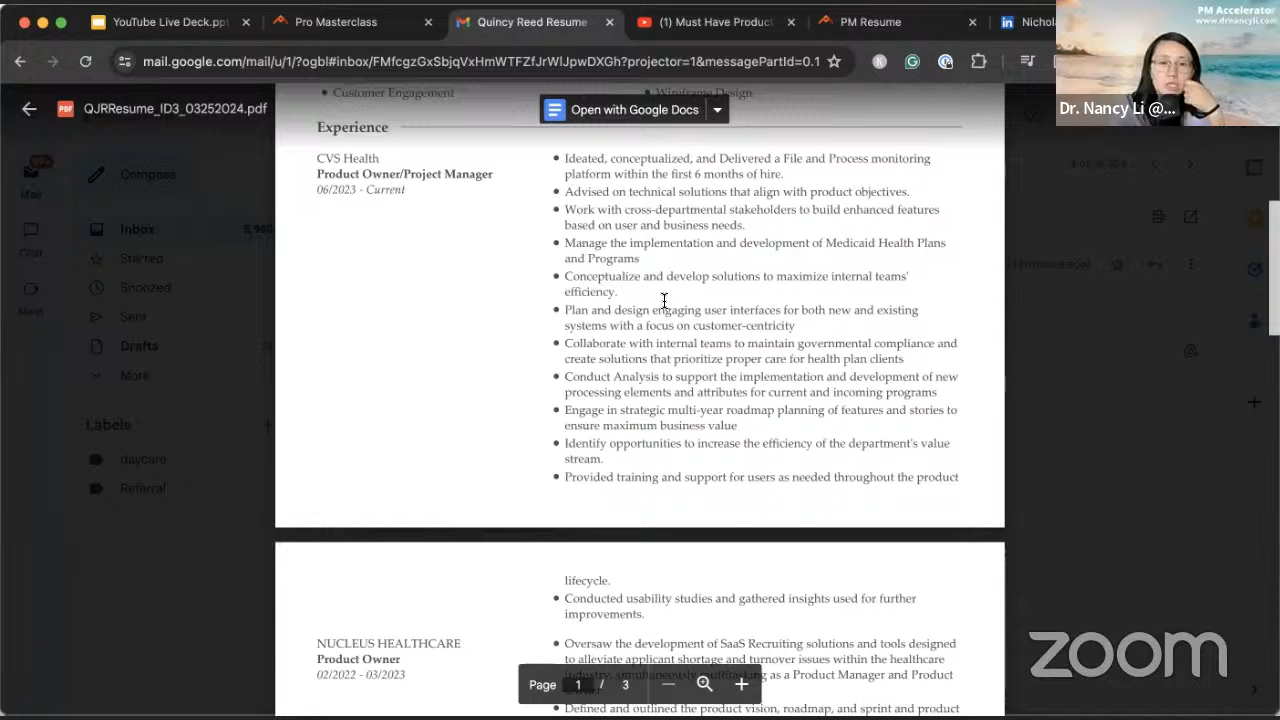 YouTube Live Deck.ppt
Pro Masterclass
Quincy Reed Resume
(1) Must Have Product
PM Resume
Nichola
PM Accelerator
www.drnancyli.com
mail.google.com/mail/u/1/?ogbl#inbox/FMfcgzGxSbjqVxHmWTFZfJrWlJpwDXGh?projector=1&messagePartId=0.1
Dr. Nancy Li @...
PDF
QJRResume_ID3_03252024.pdf
Open with Google Docs
Customer Engagement
Wireframe Design
Experience
CVS Health
Product Owner/Project Manager
06/2023 - Current
Ideated, conceptualized, and Delivered a File and Process monitoring
platform within the first 6 months of hire.
Advised on technical solutions that align with product objectives.
Work with cross-departmental stakeholders to build enhanced features
based on user and business needs.
Manage the implementation and development of Medicaid Health Plans
and Programs
Conceptualize and develop solutions to maximize internal teams'
efficiency.
Plan and design engaging user interfaces for both new and existing
systems with a focus on customer-centricity
Collaborate with internal teams to maintain governmental compliance and
create solutions that prioritize proper care for health plan clients
Conduct Analysis to support the implementation and development of new
processing elements and attributes for current and incoming programs
Engage in strategic multi-year roadmap planning of features and stories to
ensure maximum business value
Identify opportunities to increase the efficiency of the department's value
stream.
Provided training and support for users as needed throughout the product
lifecycle.
Conducted usability studies and gathered insights used for further
improvements.
NUCLEUS HEALTHCARE
Product Owner
02/2022 - 03/2023
Oversaw the development of SaaS Recruiting solutions and tools designed
to alleviate applicant shortage and turnover issues within the healthcare
industry, simultaneously multitasking as a Product Manager and Product
Defined and outlined the product vision, roadmap, and sprint and product
Page 1 / 3
Mail
Chat
Meet
Compose
Inbox
Starred
Snoozed
Sent
Drafts
More
Labels
daycare
Referral
zoom